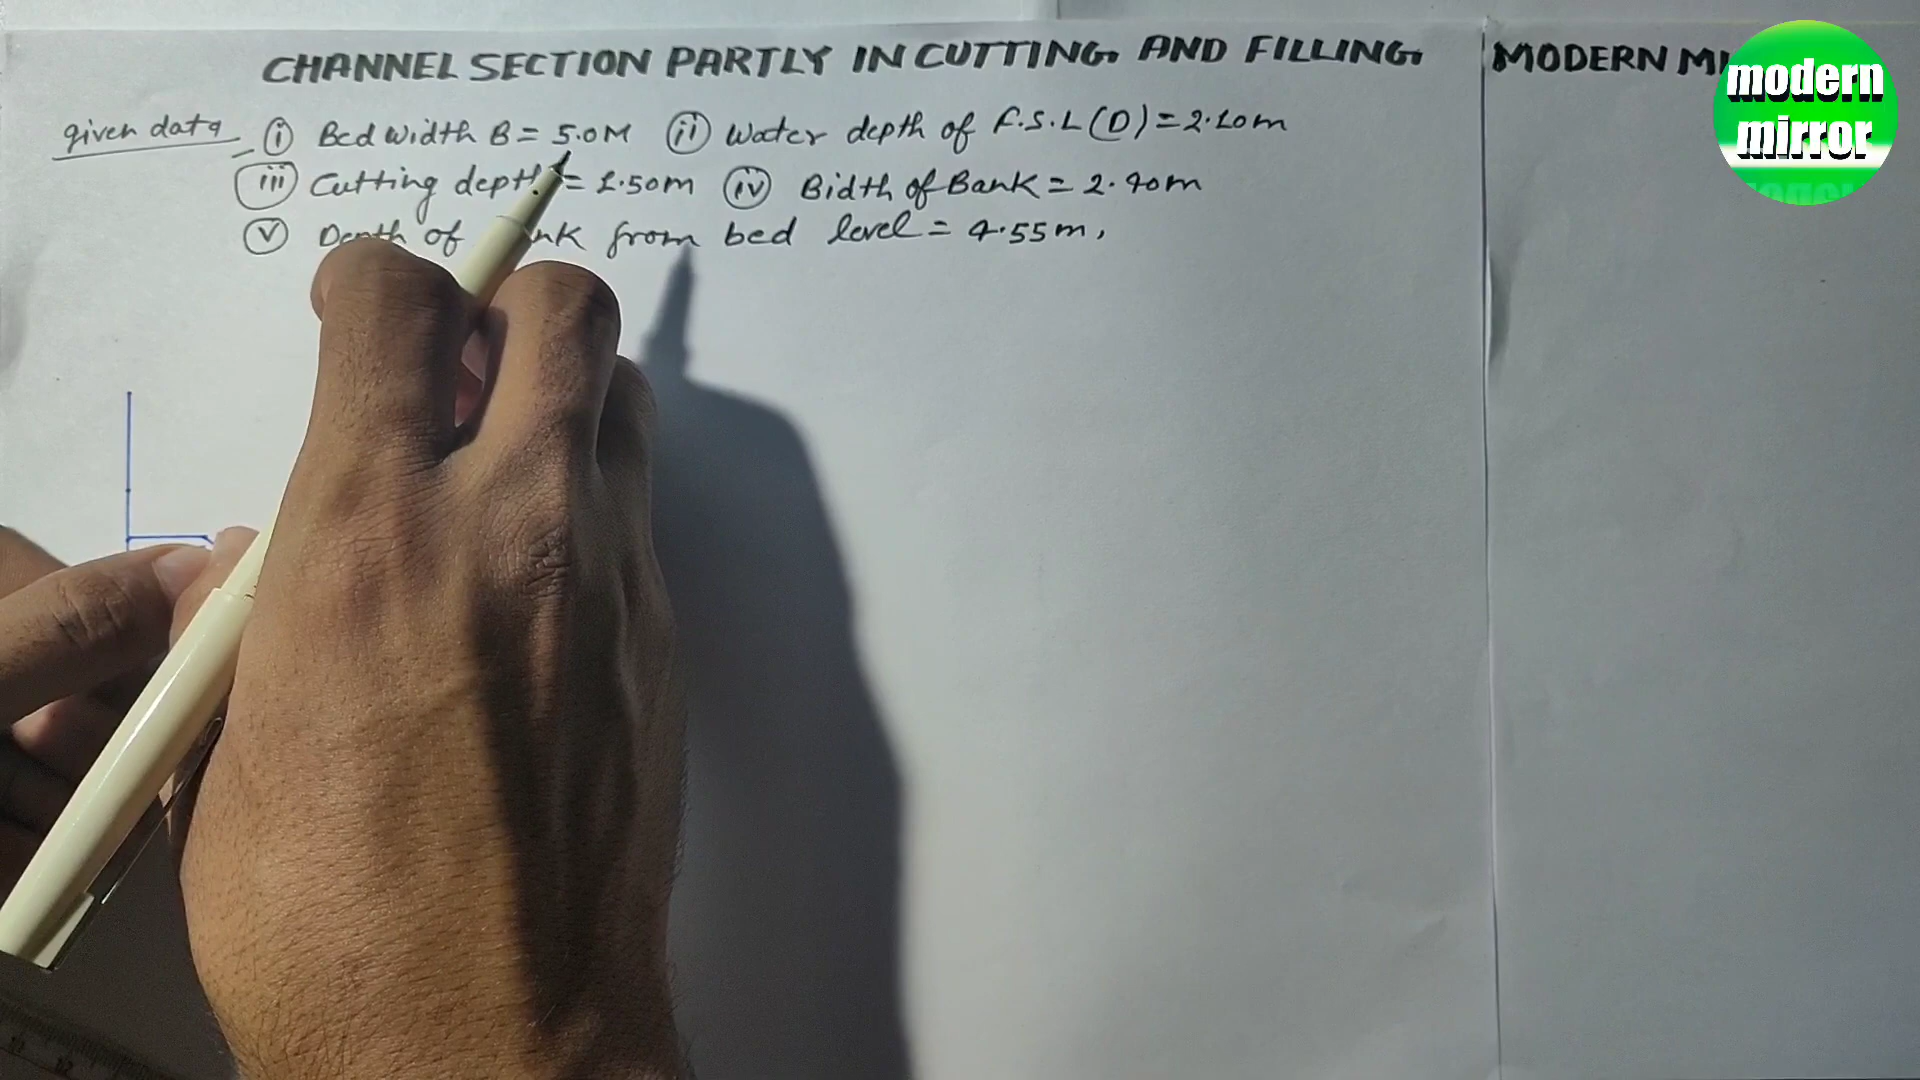 CHANNEL SECTION PARTLY IN CUTTING AND FILLING. MODERN MI
modern
mirror
given data (i) Bed width B = 5.0M (ii) Water depth of F.S.L (D) = 2.10m
(iii) Cutting depth = 1.50m (iv) Bidth of Bank = 2.40m
(v) Depth of from bed level = 4.55m,